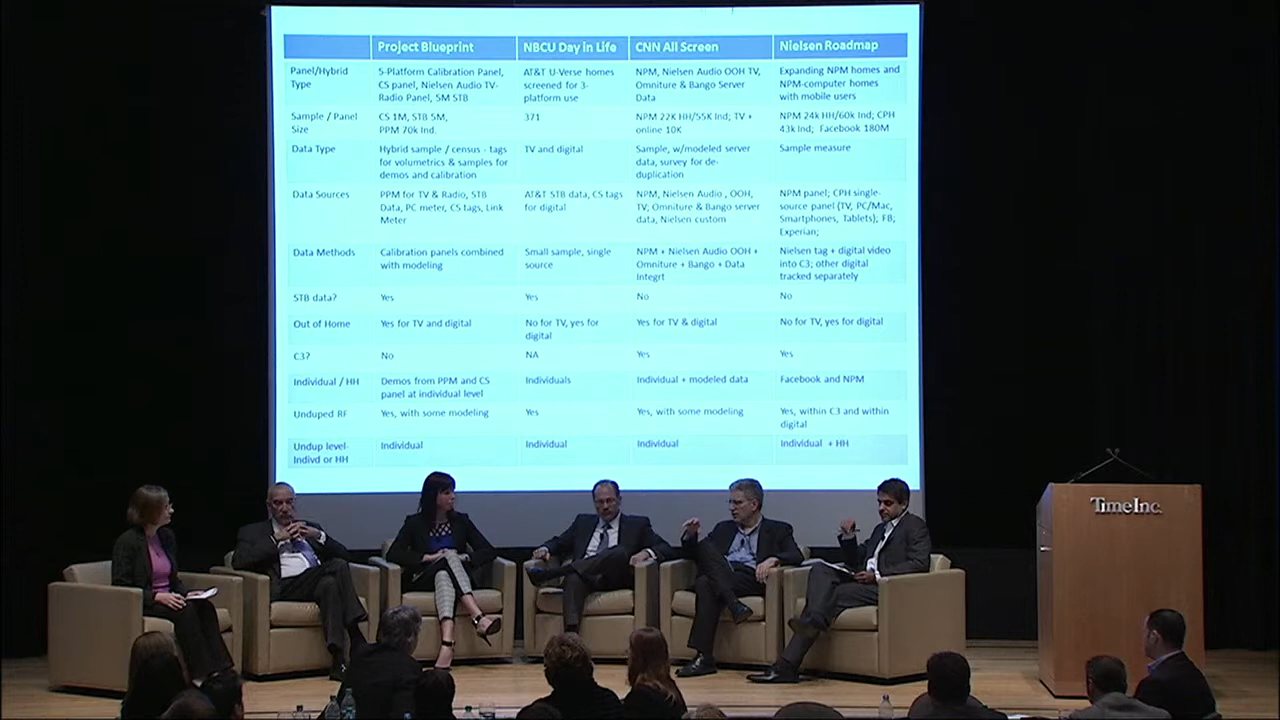 Project Blueprint
NBCU Day in Life
CNN All Screen
Nielsen Roadmap
Panel/Hybrid
Type
5-Platform Calibration Panel,
CS panel, Nielsen Audio TV-
Radio Panel, 5M STB
AT&T U-Verse homes
screened for 3-
platform use
NPM, Nielsen Audio OOH TV,
Omniture & Bango Server
Data
Expanding NPM homes and
NPM-computer homes
with mobile users
Sample / Panel
Size
CS 1M, STB 5M,
PPM 70k Ind.
371
NPM 22K HH/55K Ind; TV +
online 10K
NPM 24k HH/60k Ind; CPH
43k Ind; Facebook 180M
Data Type
Hybrid sample / census - tags
for volumetrics & samples for
demos and calibration
TV and digital
Sample, w/modeled server
data, survey for de-
duplication
Sample measure
Data Sources
PPM for TV & Radio, STB
Data, PC meter, CS tags, Link
Meter
AT&T STB data, CS tags
for digital
NPM, Nielsen Audio , OOH,
TV; Omniture & Bango server
data, Nielsen custom
NPM panel; CPH single-
source panel (TV, PC/Mac,
Smartphones, Tablets); FB;
Experian;
Data Methods
Calibration panels combined
with modeling
Small sample, single
source
NPM + Nielsen Audio OOH +
Omniture + Bango + Data
Integrt
Nielsen tag + digital video
into C3; other digital
tracked separately
STB data?
Yes
Yes
No
No
Out of Home
Yes for TV and digital
No for TV, yes for
digital
Yes for TV & digital
No for TV, yes for digital
C3?
No
NA
Yes
Yes
Individual / HH
Demos from PPM and CS
panel at individual level
Individuals
Individual + modeled data
Facebook and NPM
Unduped RF
Yes, with some modeling
Yes
Yes, with some modeling
Yes, within C3 and within
digital
Undup level-
Indivd or HH
Individual
Individual
Individual
Individual + HH
TimeInc.